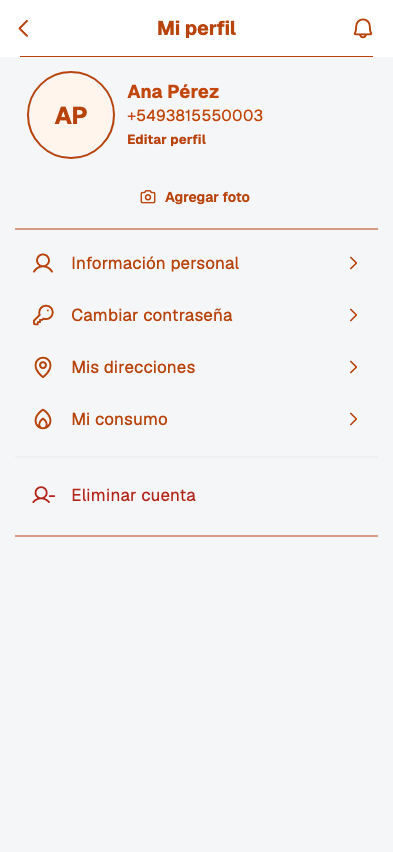 Mi perfil
AP
Ana Pérez
+5493815550003
Editar perfil
Agregar foto
Información personal
Cambiar contraseña
Mis direcciones
Mi consumo
Eliminar cuenta